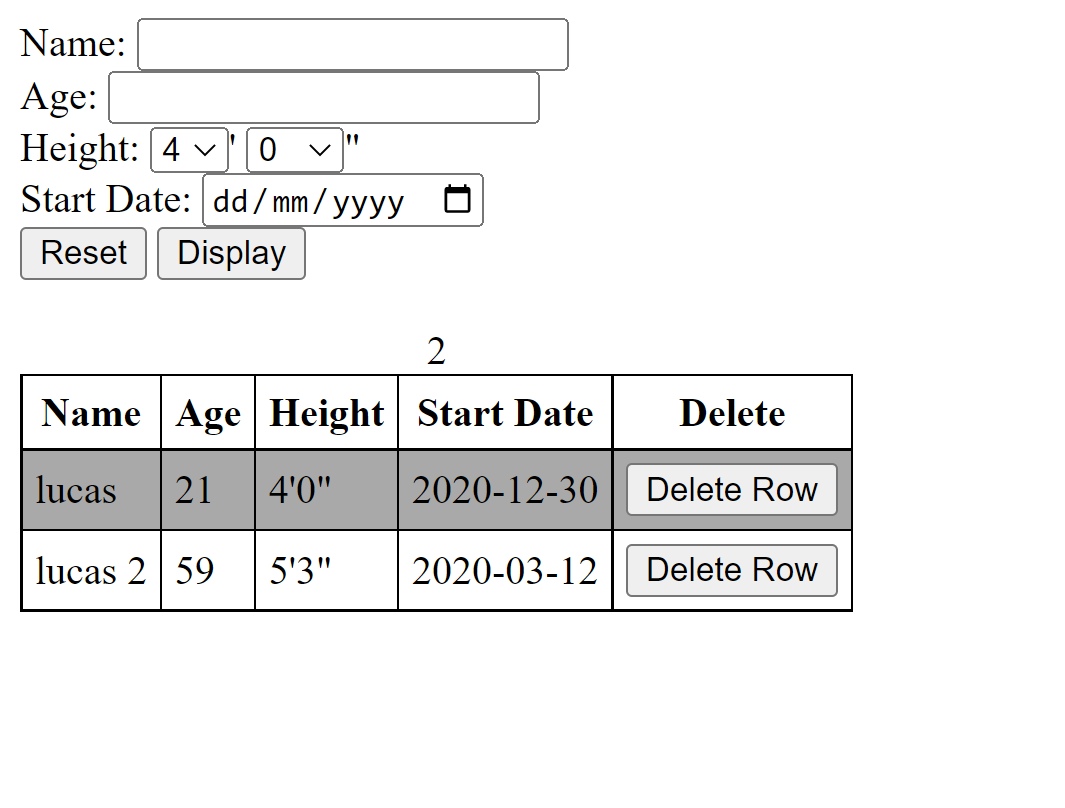 Name:
Age:
Height: 4 ' 0 "
Start Date: dd/mm/yyyy
Reset Display
2
Name Age Height Start Date Delete
lucas 21 4'0" 2020-12-30 Delete Row
lucas 2 59 5'3" 2020-03-12 Delete Row